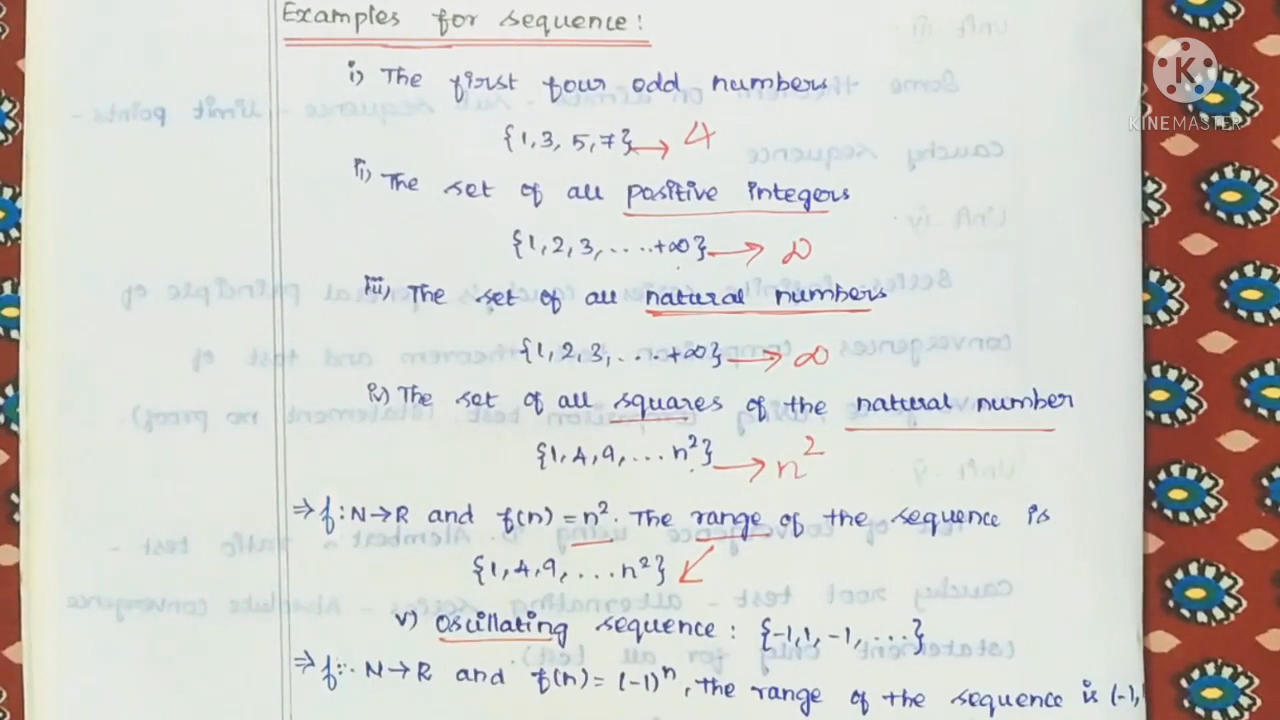 Examples for sequence:
K
KINEMASTER
i) The first four odd numbers
{1, 3, 5, 7} → 4
ii) The set of all positive integers
{1, 2, 3, .....+∞} → ∞
iii) The set of all natural numbers
{1, 2, 3, .....+∞} → ∞
iv) The set of all squares of the natural number
{1, 4, 9, ... n²} → n²
⇒ f: N→R and f(n) = n². The range of the sequence is
{1, 4, 9, ... n²}
v) Oscillating sequence: {-1, 1, -1, ....}
⇒ f: N→R and f(n) = (-1)ⁿ, the range of the sequence is (-1,